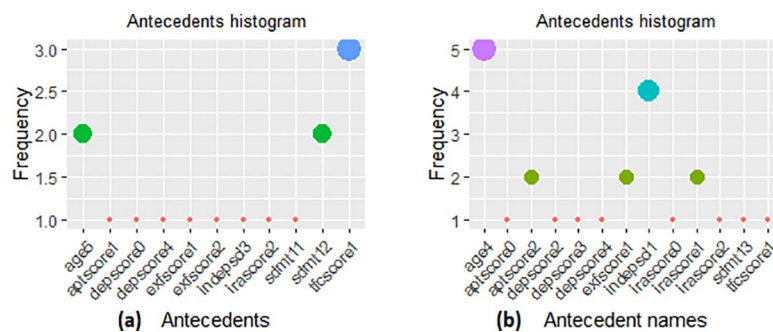 Antecedents histogram
Frequency
3.0
2.5
2.0
1.5
1.0
age5
aptscore1
depscore0
depscore4
exfscore1
exfscore2
indepsd3
irascore2
sdmt11
sdmt12
tfcsscore1
(a) Antecedents
Antecedents histogram
Frequency
5
4
3
2
1
age4
aptscore0
aptscore2
depscore2
depscore3
depscore4
exfscore1
indepsd1
irascore0
irascore1
irascore2
sdmt13
tfcsscore1
(b) Antecedent names